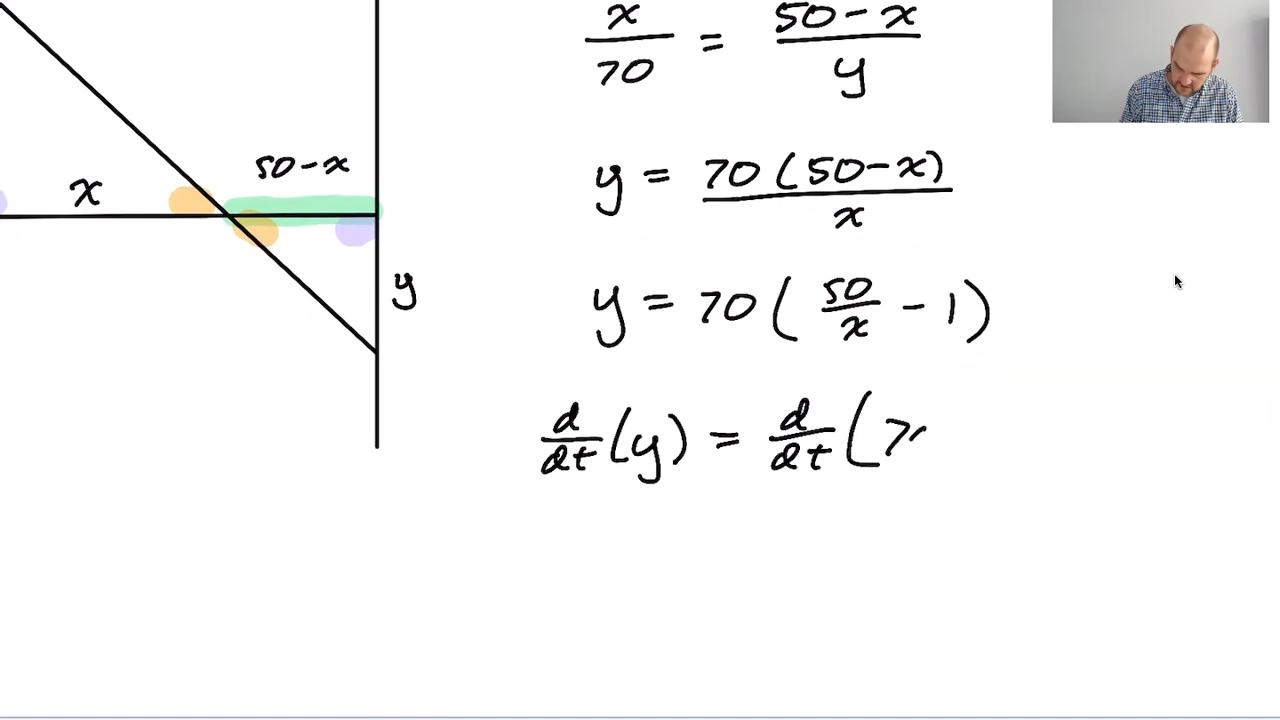 x/70 = (50-x)/y
50-x
x
y = 70(50-x)/x
y
y = 70(50/x - 1)
d/dt(y) = d/dt(7